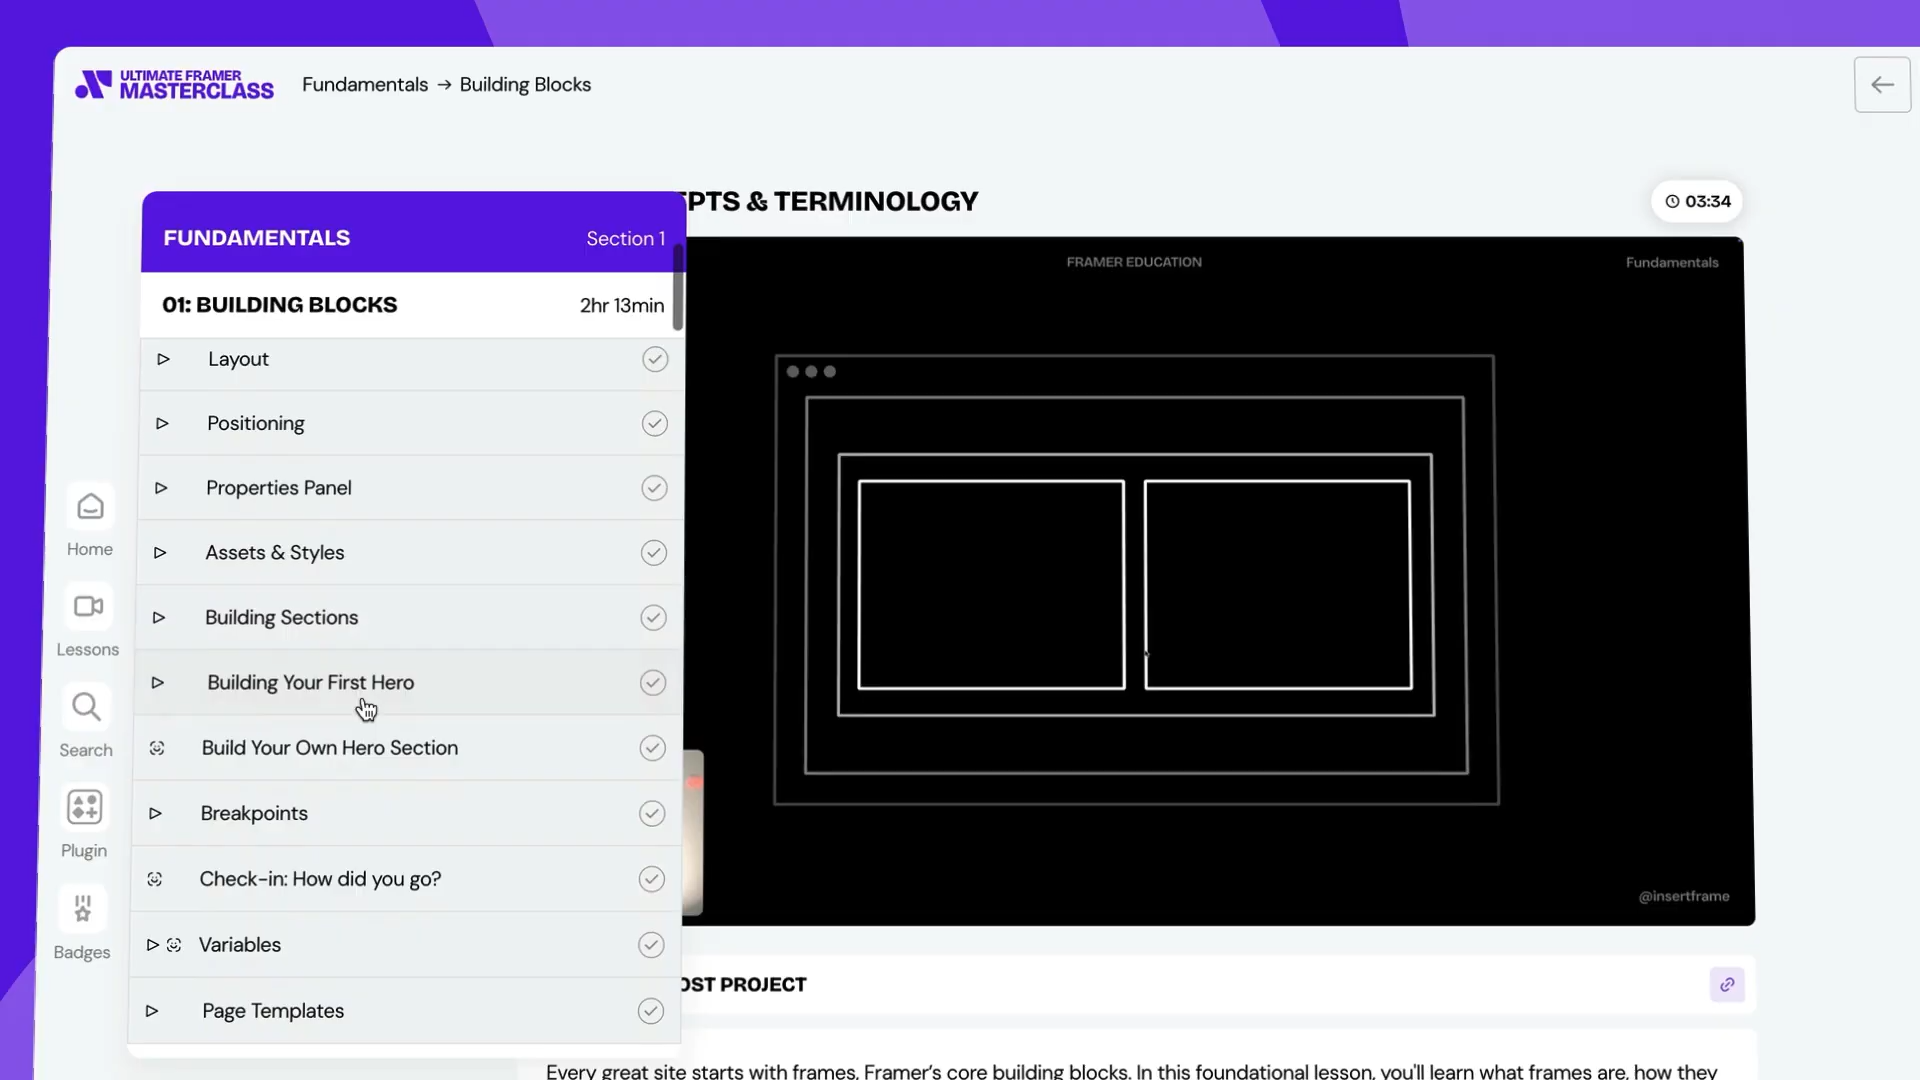 ULTIMATE FRAMER
MASTERCLASS
Fundamentals → Building Blocks
PTS & TERMINOLOGY
03:34
FUNDAMENTALS
Section 1
01: BUILDING BLOCKS
2hr 13min
Layout
Positioning
Properties Panel
Assets & Styles
Building Sections
Building Your First Hero
Build Your Own Hero Section
Breakpoints
Check-in: How did you go?
Variables
Page Templates
Home
Lessons
Search
Plugin
Badges
FRAMER EDUCATION
Fundamentals
@insertframe
OST PROJECT
Every great site starts with frames, Framer's core building blocks. In this foundational lesson, you'll learn what frames are, how they